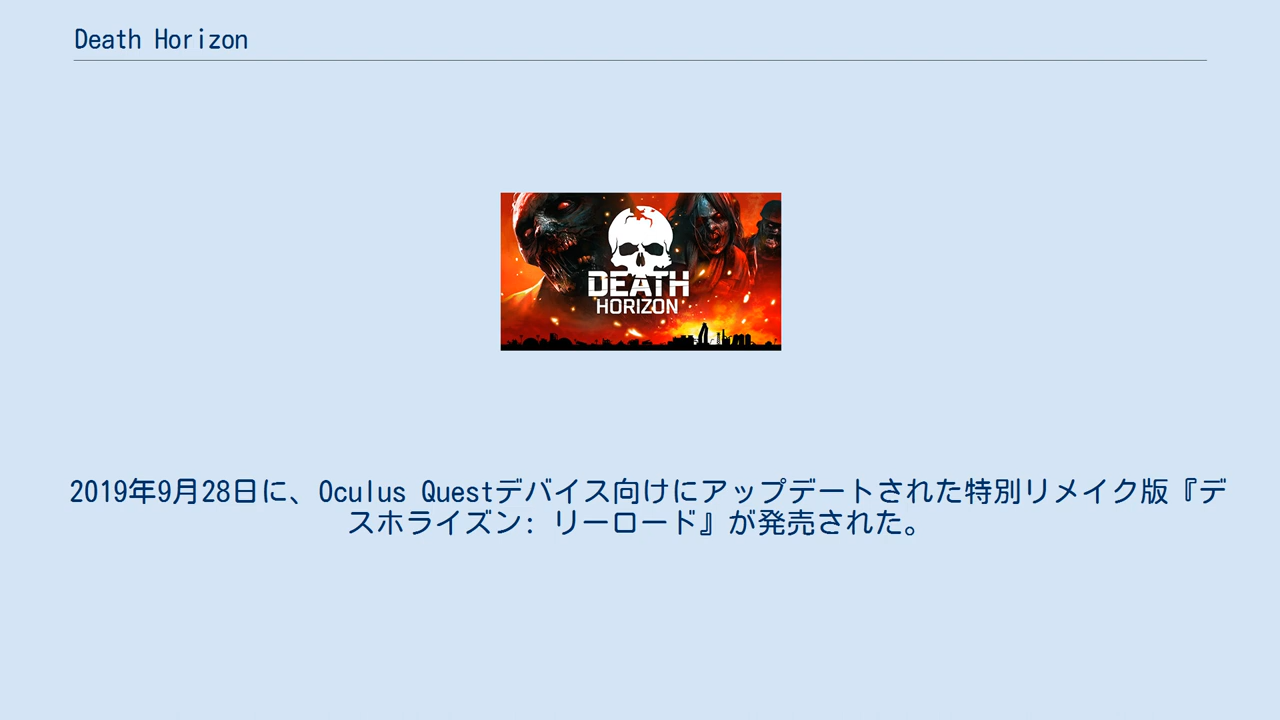 Death Horizon
DEATH
HORIZON
2019年9月28日に、Oculus Questデバイス向けにアップデートされた特別リメイク版『デ
スホライズン: リーロード』が発売された。